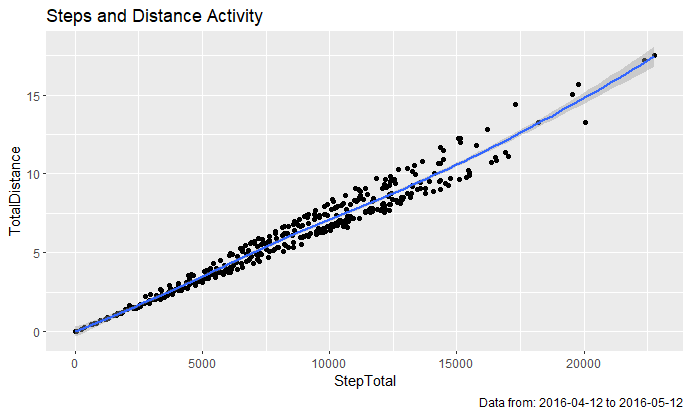 Steps and Distance Activity
TotalDistance
15
10
5
0
0 5000 10000 15000 20000
StepTotal
Data from: 2016-04-12 to 2016-05-12